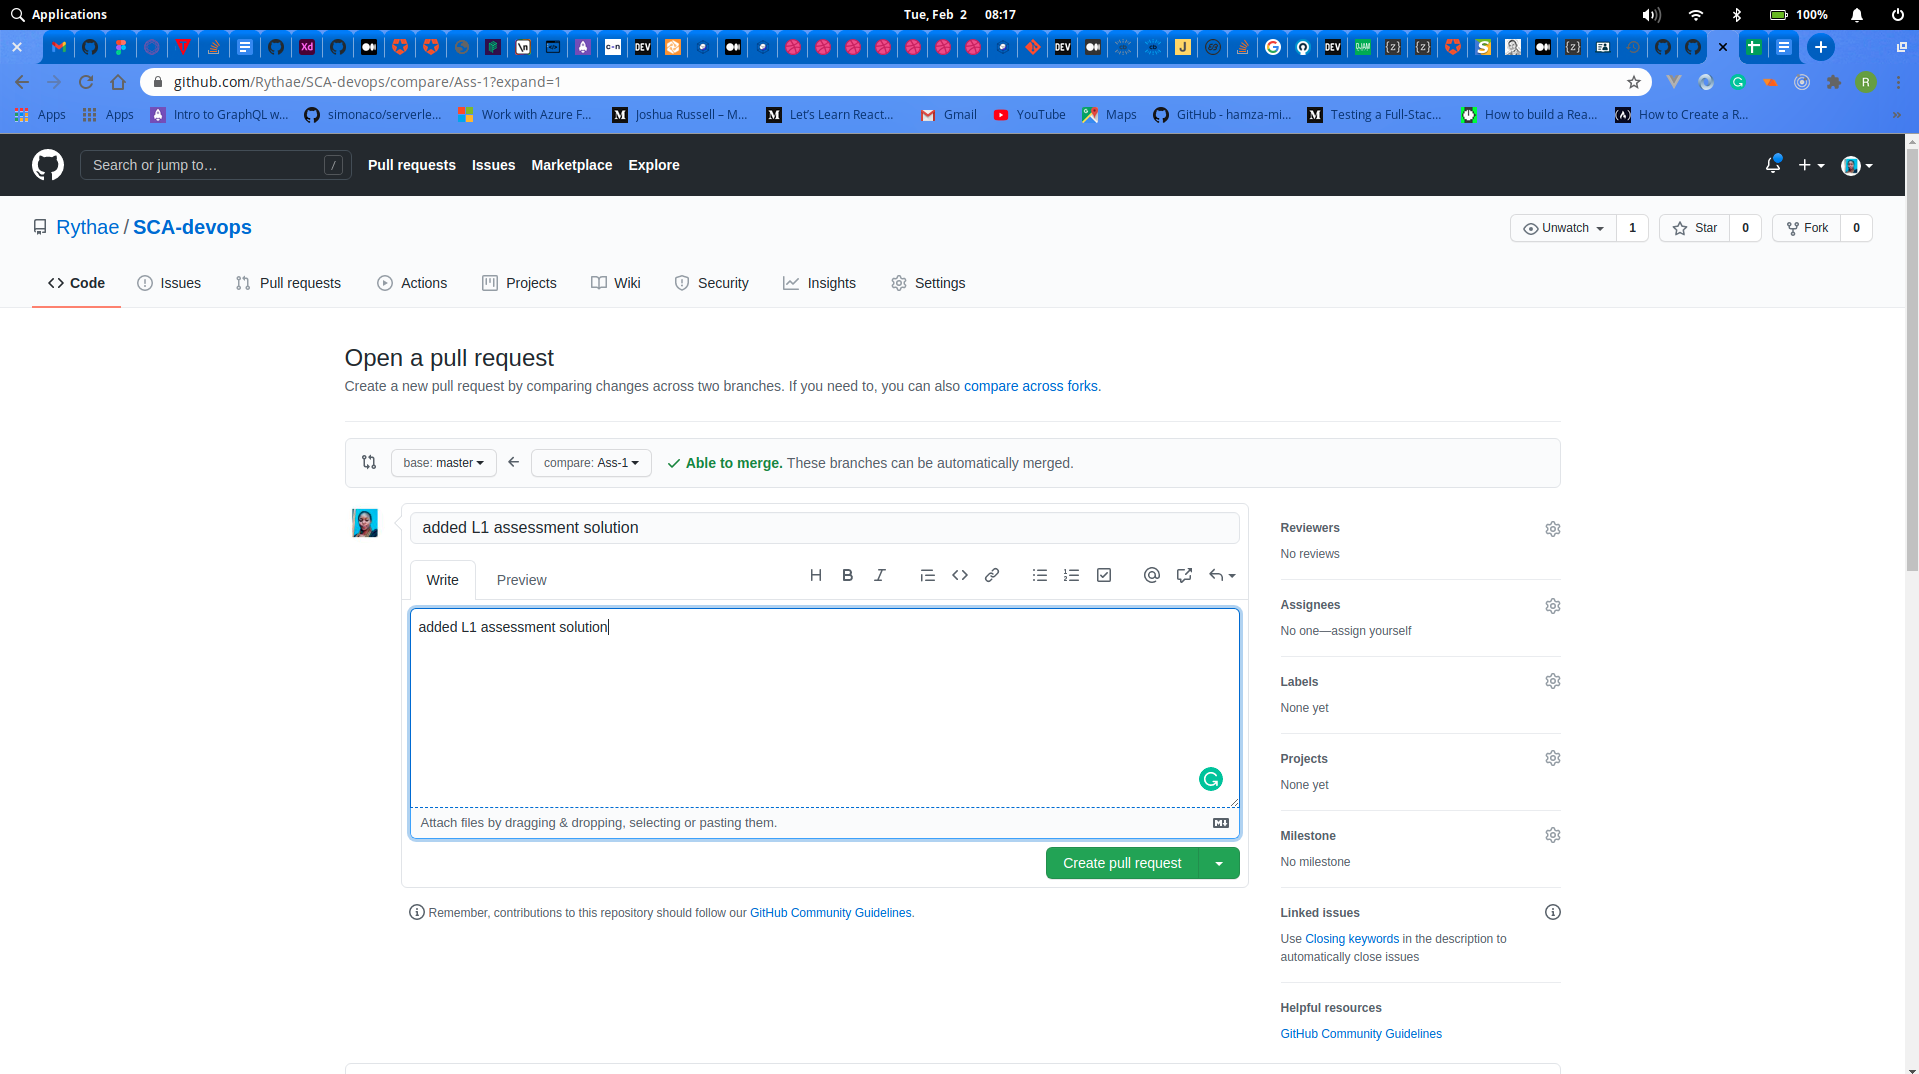 Applications
Tue, Feb 2 08:17
100%
github.com/Rythae/SCA-devops/compare/Ass-1?expand=1
Apps
Apps
Intro to GraphQL w...
simonaco/serverle...
Work with Azure F...
Joshua Russell – M...
Let's Learn React...
Gmail
YouTube
Maps
GitHub - hamza-mi...
Testing a Full-Stac...
How to build a Rea...
How to Create a R...
Search or jump to…
/
Pull requests
Issues
Marketplace
Explore
Rythae / SCA-devops
Unwatch 1
Star 0
Fork 0
Code
Issues
Pull requests
Actions
Projects
Wiki
Security
Insights
Settings
Open a pull request
Create a new pull request by comparing changes across two branches. If you need to, you can also compare across forks.
base: master
compare: Ass-1
Able to merge. These branches can be automatically merged.
added L1 assessment solution
Write
Preview
added L1 assessment solution
Attach files by dragging & dropping, selecting or pasting them.
Create pull request
Remember, contributions to this repository should follow our GitHub Community Guidelines.
Reviewers
No reviews
Assignees
No one—assign yourself
Labels
None yet
Projects
None yet
Milestone
No milestone
Linked issues
Use Closing keywords in the description to
automatically close issues
Helpful resources
GitHub Community Guidelines